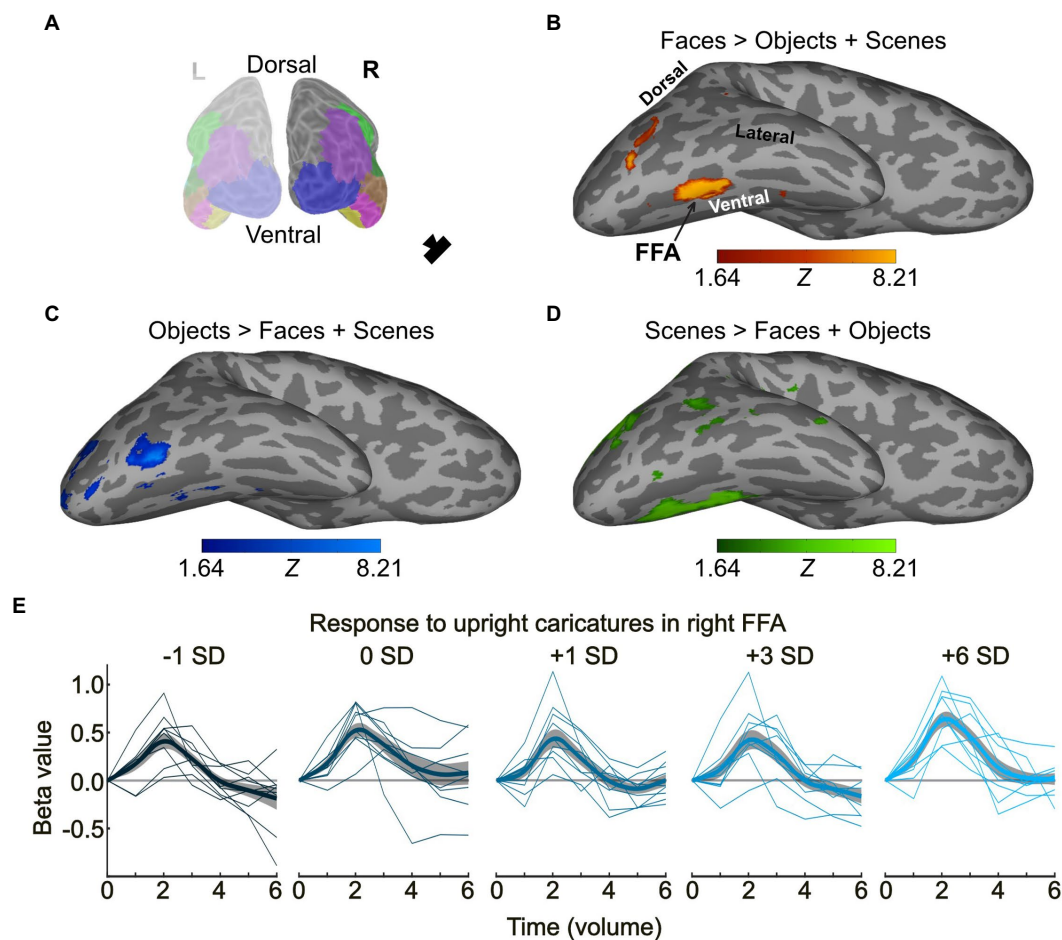 A
L
Dorsal
R
Ventral
B
Faces > Objects + Scenes
Dorsal
Lateral
Ventral
FFA
1.64 Z 8.21
C
Objects > Faces + Scenes
1.64 Z 8.21
D
Scenes > Faces + Objects
1.64 Z 8.21
E
Response to upright caricatures in right FFA
-1 SD 0 SD +1 SD +3 SD +6 SD
Beta value
1.0
0.5
0.0
-0.5
0 2 4 6 0 2 4 6 0 2 4 6 0 2 4 6 0 2 4 6
Time (volume)